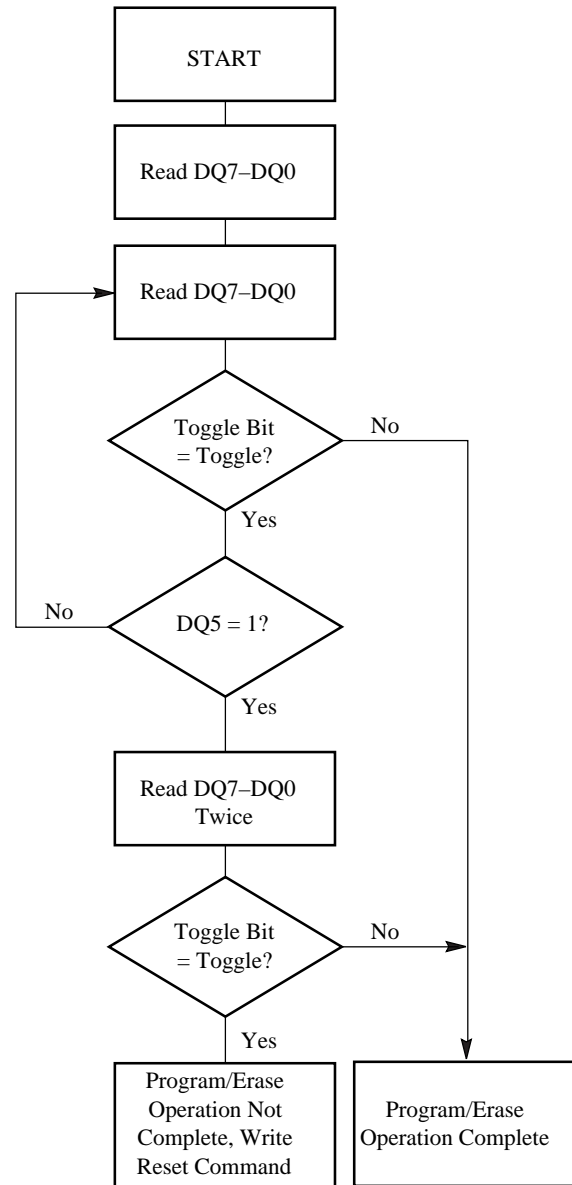 START
Read DQ7–DQ0
Read DQ7–DQ0
Toggle Bit
= Toggle?
No
Yes
No
DQ5 = 1?
Yes
Read DQ7–DQ0
Twice
Toggle Bit
= Toggle?
No
Yes
Program/Erase
Operation Not
Complete, Write
Reset Command
Program/Erase
Operation Complete